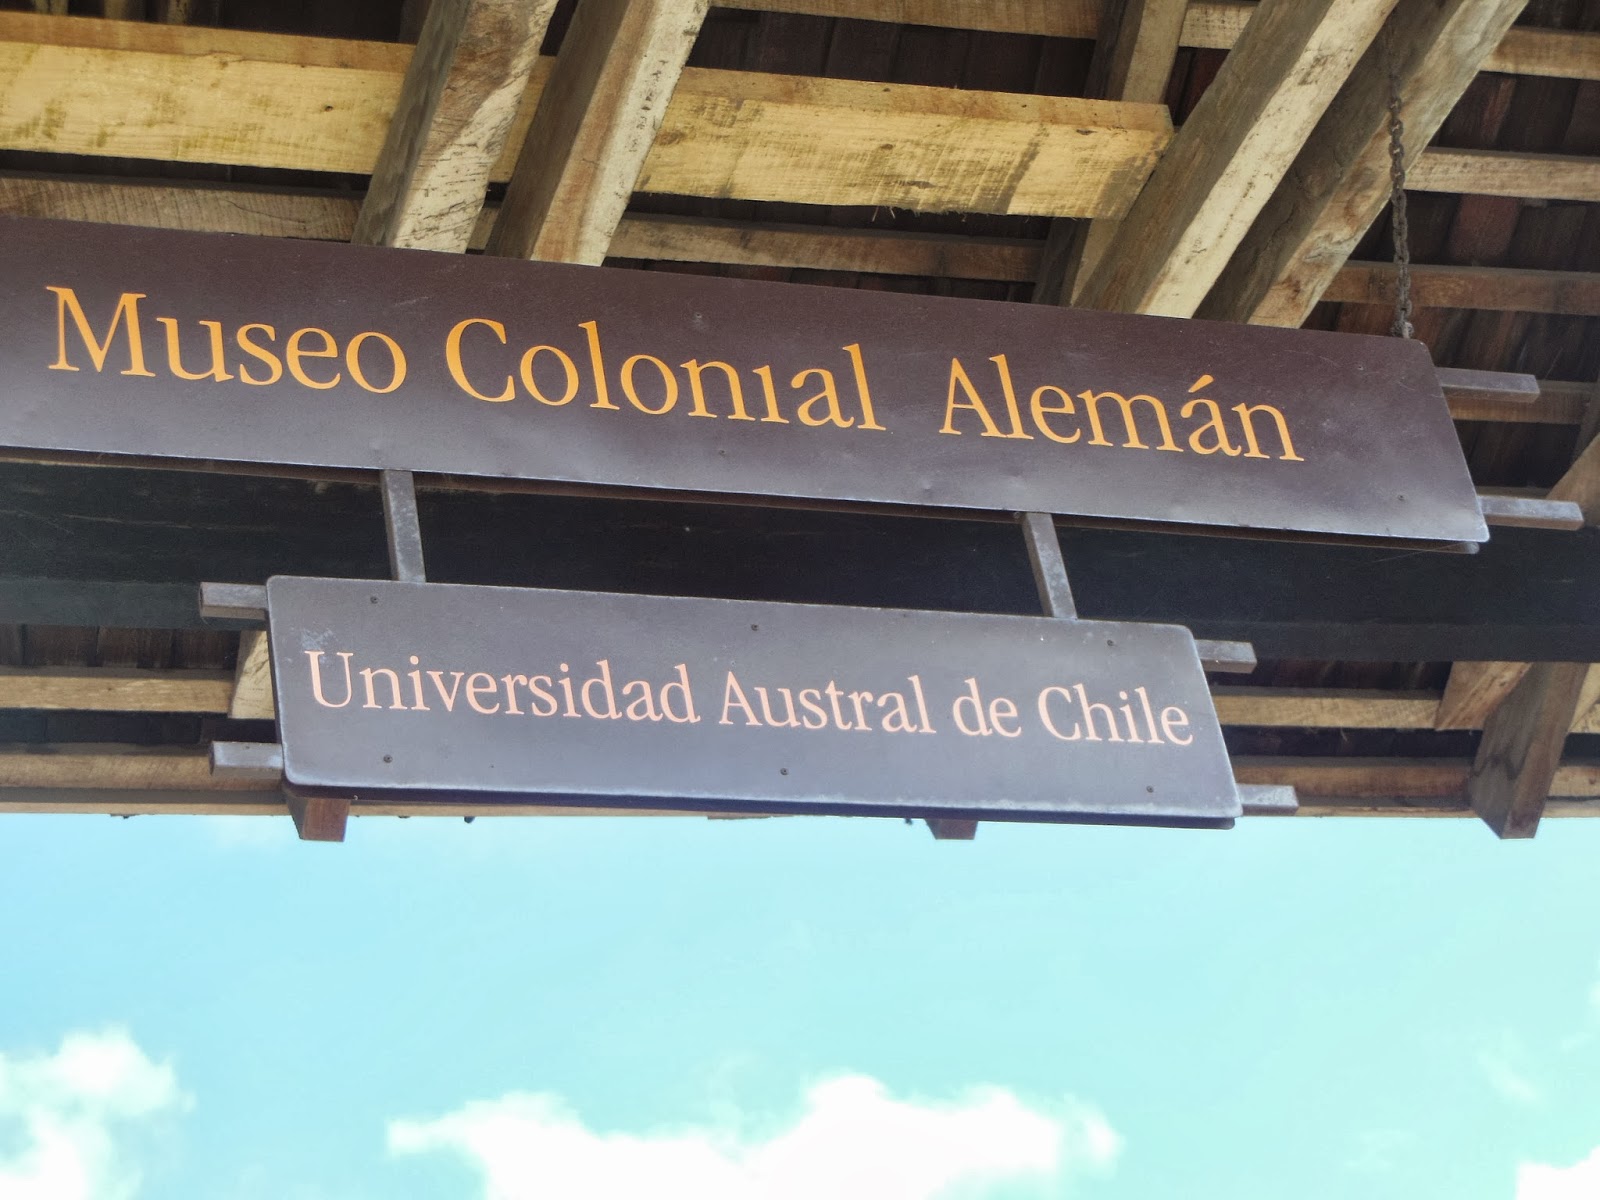 Museo Colonial Alemán
Universidad Austral de Chile